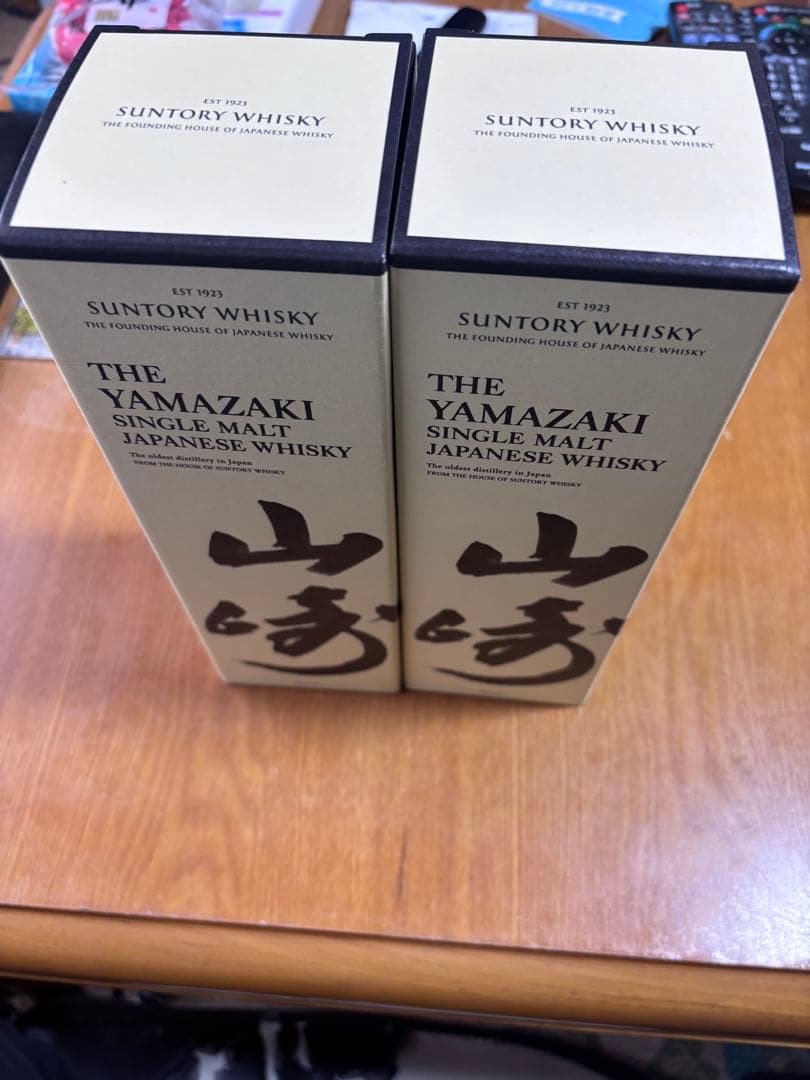 EST 1923
SUNTORY WHISKY
THE FOUNDING HOUSE OF JAPANESE WHISKY
EST 1923
SUNTORY WHISKY
THE FOUNDING HOUSE OF JAPANESE WHISKY
THE
YAMAZAKI
SINGLE MALT
JAPANESE WHISKY
The oldest distillery in Japan
FROM THE HOUSE OF SUNTORY WHISKY
山崎
EST 1923
SUNTORY WHISKY
THE FOUNDING HOUSE OF JAPANESE WHISKY
EST 1923
SUNTORY WHISKY
THE FOUNDING HOUSE OF JAPANESE WHISKY
THE
YAMAZAKI
SINGLE MALT
JAPANESE WHISKY
The oldest distillery in Japan
FROM THE HOUSE OF SUNTORY WHISKY
山崎